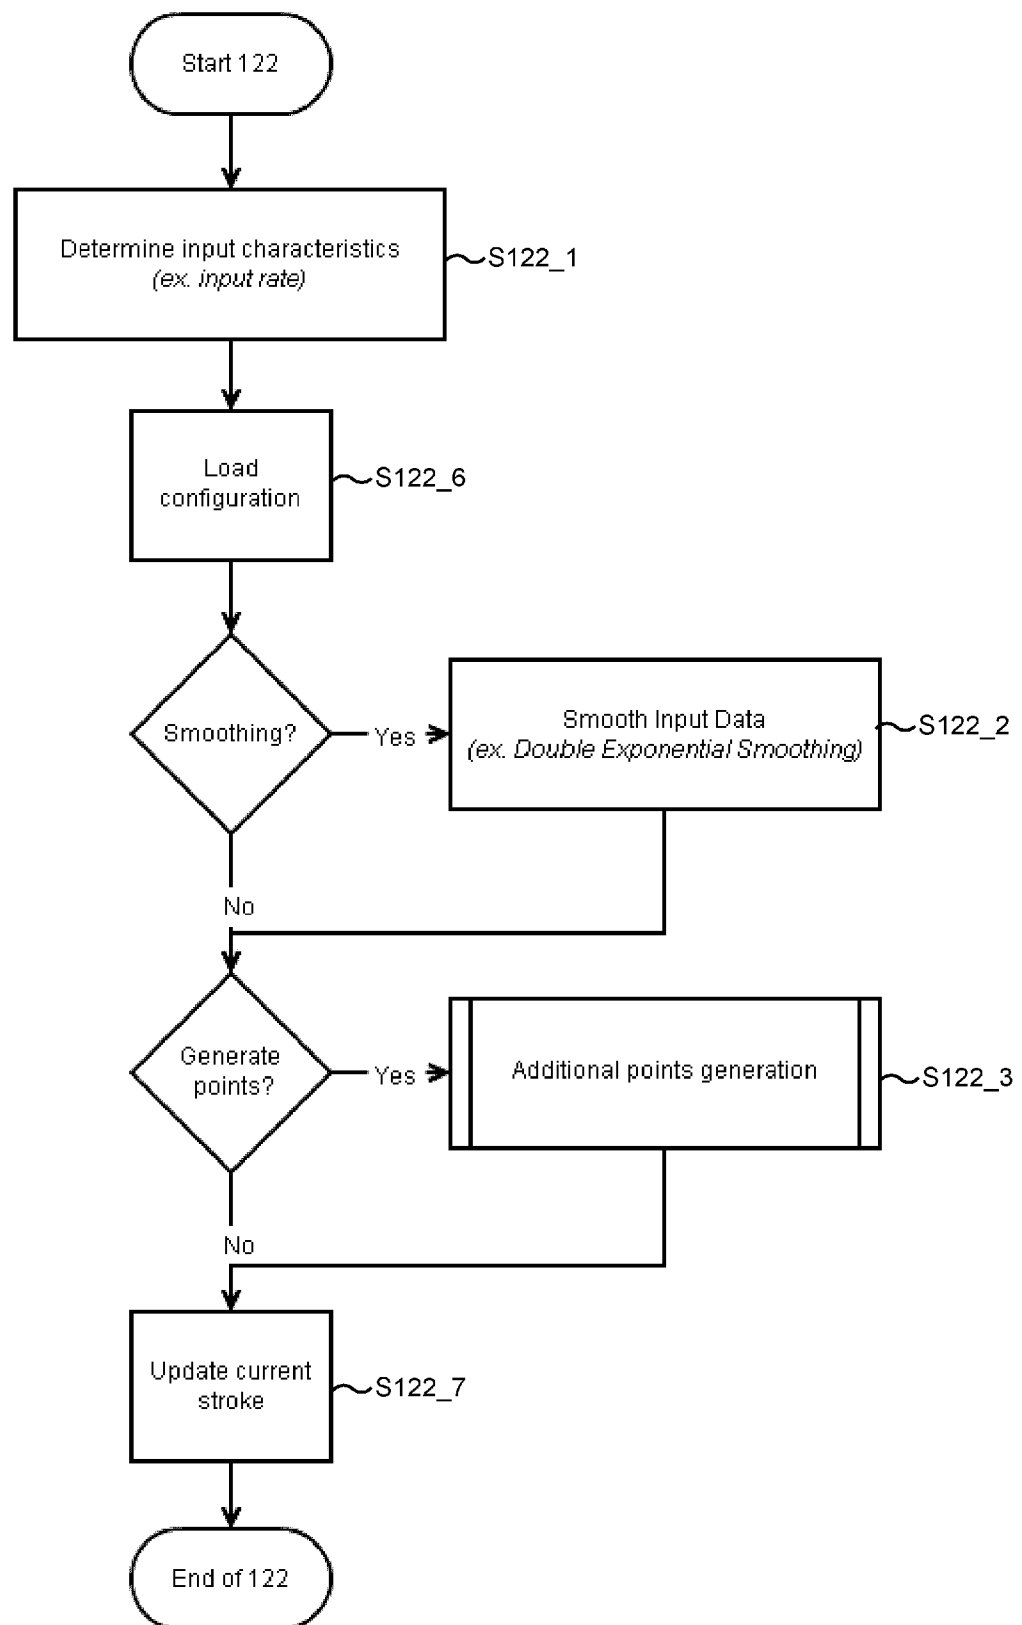 Start 122
Determine input characteristics
(ex. input rate)
S122_1
Load
configuration
S122_6
Smoothing?
Yes
Smooth Input Data
(ex. Double Exponential Smoothing)
S122_2
No
Generate
points?
Yes
Additional points generation
S122_3
No
Update current
stroke
S122_7
End of 122